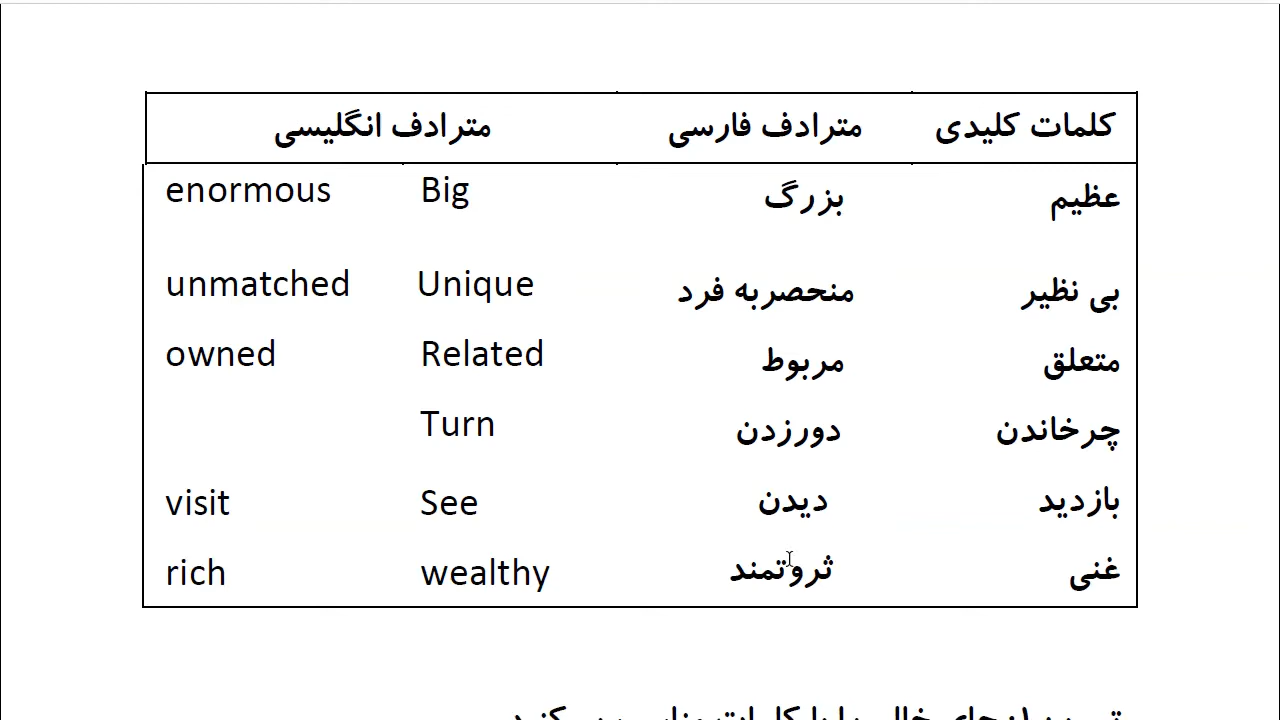 کلمات کلیدی مترادف فارسی مترادف انگلیسی
عظیم بزرگ Big enormous
بی نظیر منحصربه فرد Unique unmatched
متعلق مربوط Related owned
چرخاندن دورزدن Turn
بازدید دیدن See visit
غنی ثروتمند wealthy rich